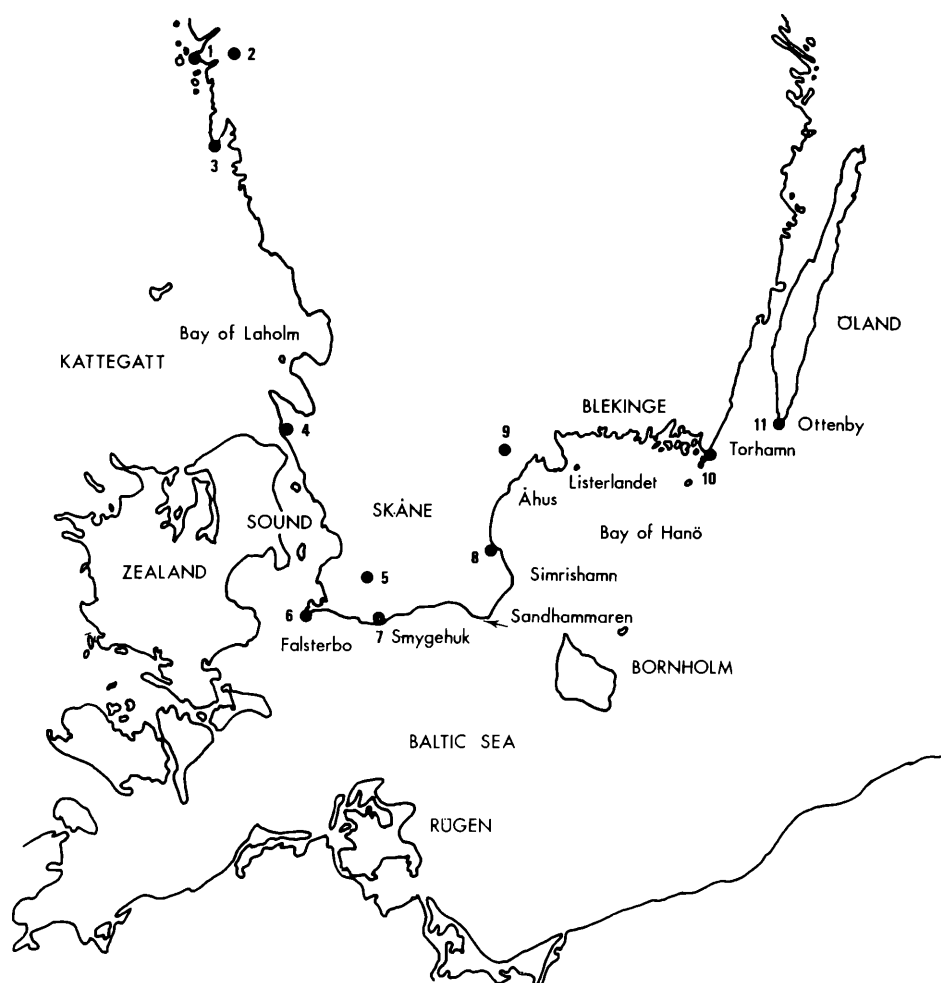 1
2
3
Bay of Laholm
KATTEGATT
ÖLAND
4
BLEKINGE
11
Ottenby
9
Torhamn
10
Listerlandet
Åhus
SKÅNE
SOUND
Bay of Hanö
8
ZEALAND
5
Simrishamn
6
Sandhammaren
7
Smygehuk
Falsterbo
BORNHOLM
BALTIC SEA
RÜGEN